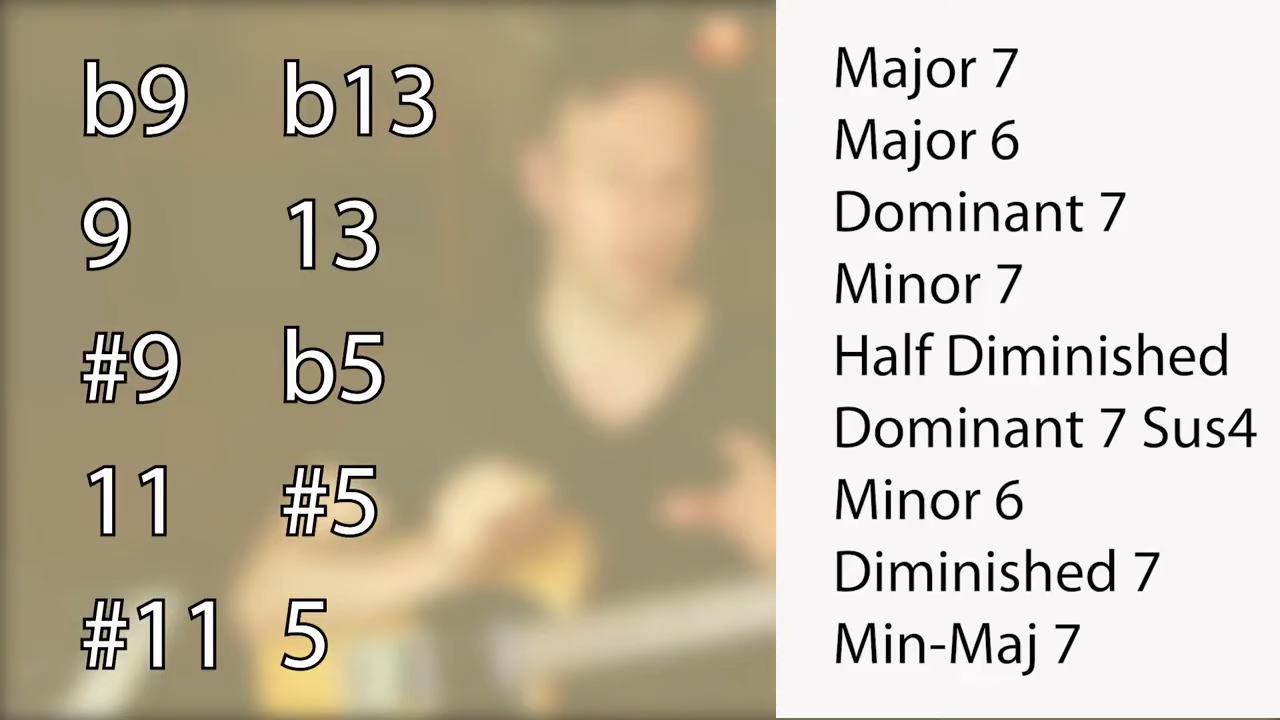 b9 b13
9 13
#9 b5
11 #5
#11 5
Major 7
Major 6
Dominant 7
Minor 7
Half Diminished
Dominant 7 Sus4
Minor 6
Diminished 7
Min-Maj 7